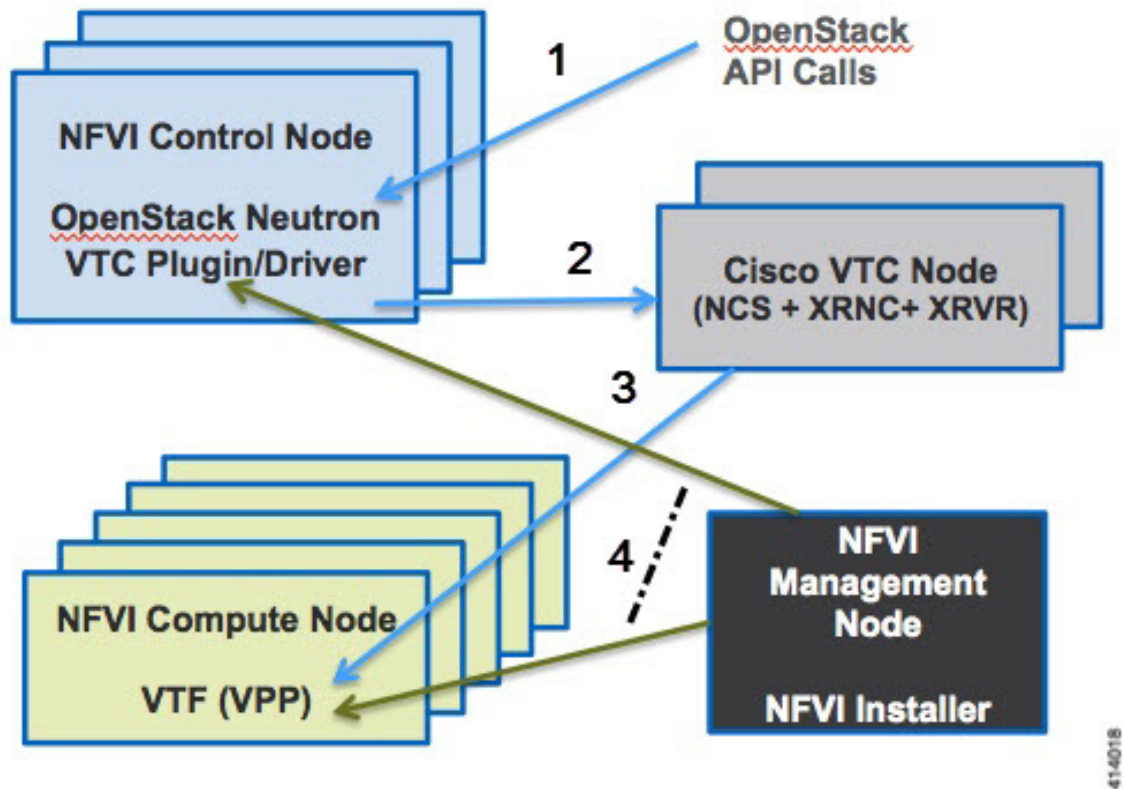 1
OpenStack
API Calls
NFVI Control Node
OpenStack Neutron
VTC Plugin/Driver
2
Cisco VTC Node
(NCS + XRNC+ XRVR)
3
4
NFVI Compute Node
VTF (VPP)
NFVI
Management
Node
NFVI Installer
414018